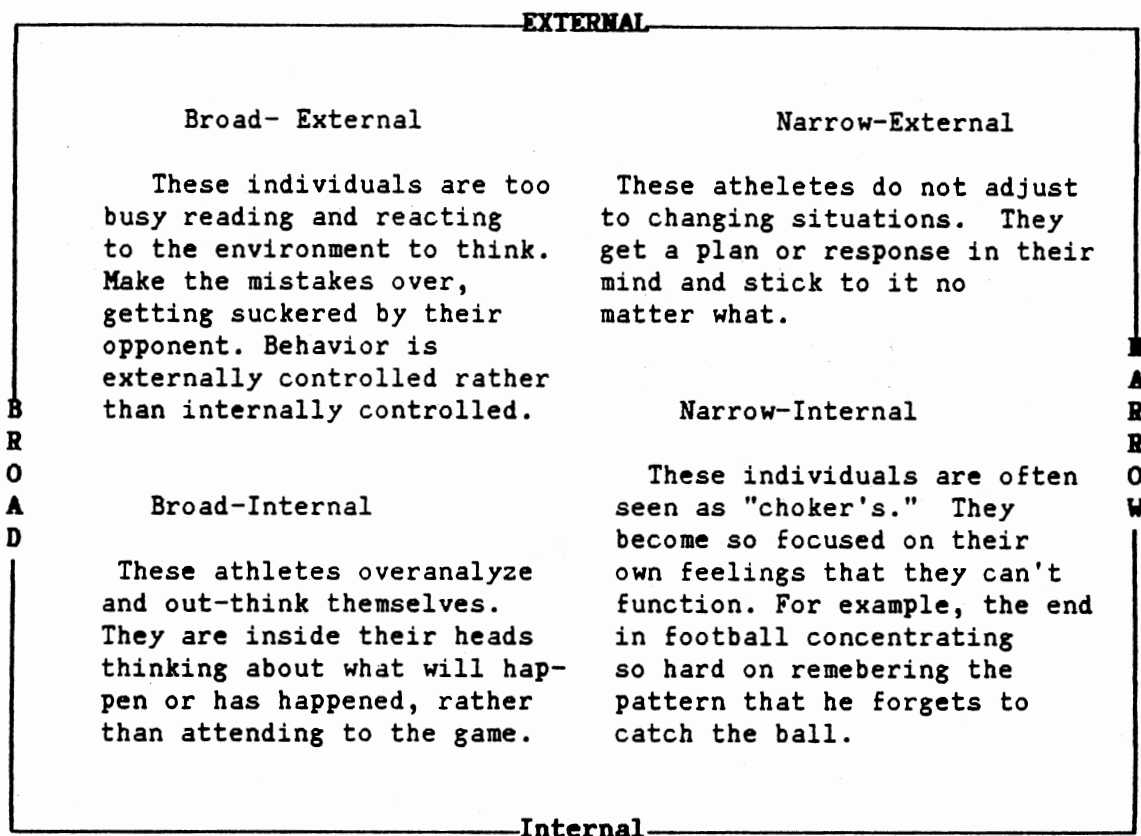 EXTERNAL
Broad- External
These individuals are too
busy reading and reacting
to the environment to think.
Make the mistakes over,
getting suckered by their
opponent. Behavior is
externally controlled rather
than internally controlled.
Narrow-External
These atheletes do not adjust
to changing situations. They
get a plan or response in their
mind and stick to it no
matter what.
BROAD
Broad-Internal
These athletes overanalyze
and out-think themselves.
They are inside their heads
thinking about what will hap-
pen or has happened, rather
than attending to the game.
Narrow-Internal
These individuals are often
seen as "choker's." They
become so focused on their
own feelings that they can't
function. For example, the end
in football concentrating
so hard on remebering the
pattern that he forgets to
catch the ball.
NARROW
Internal